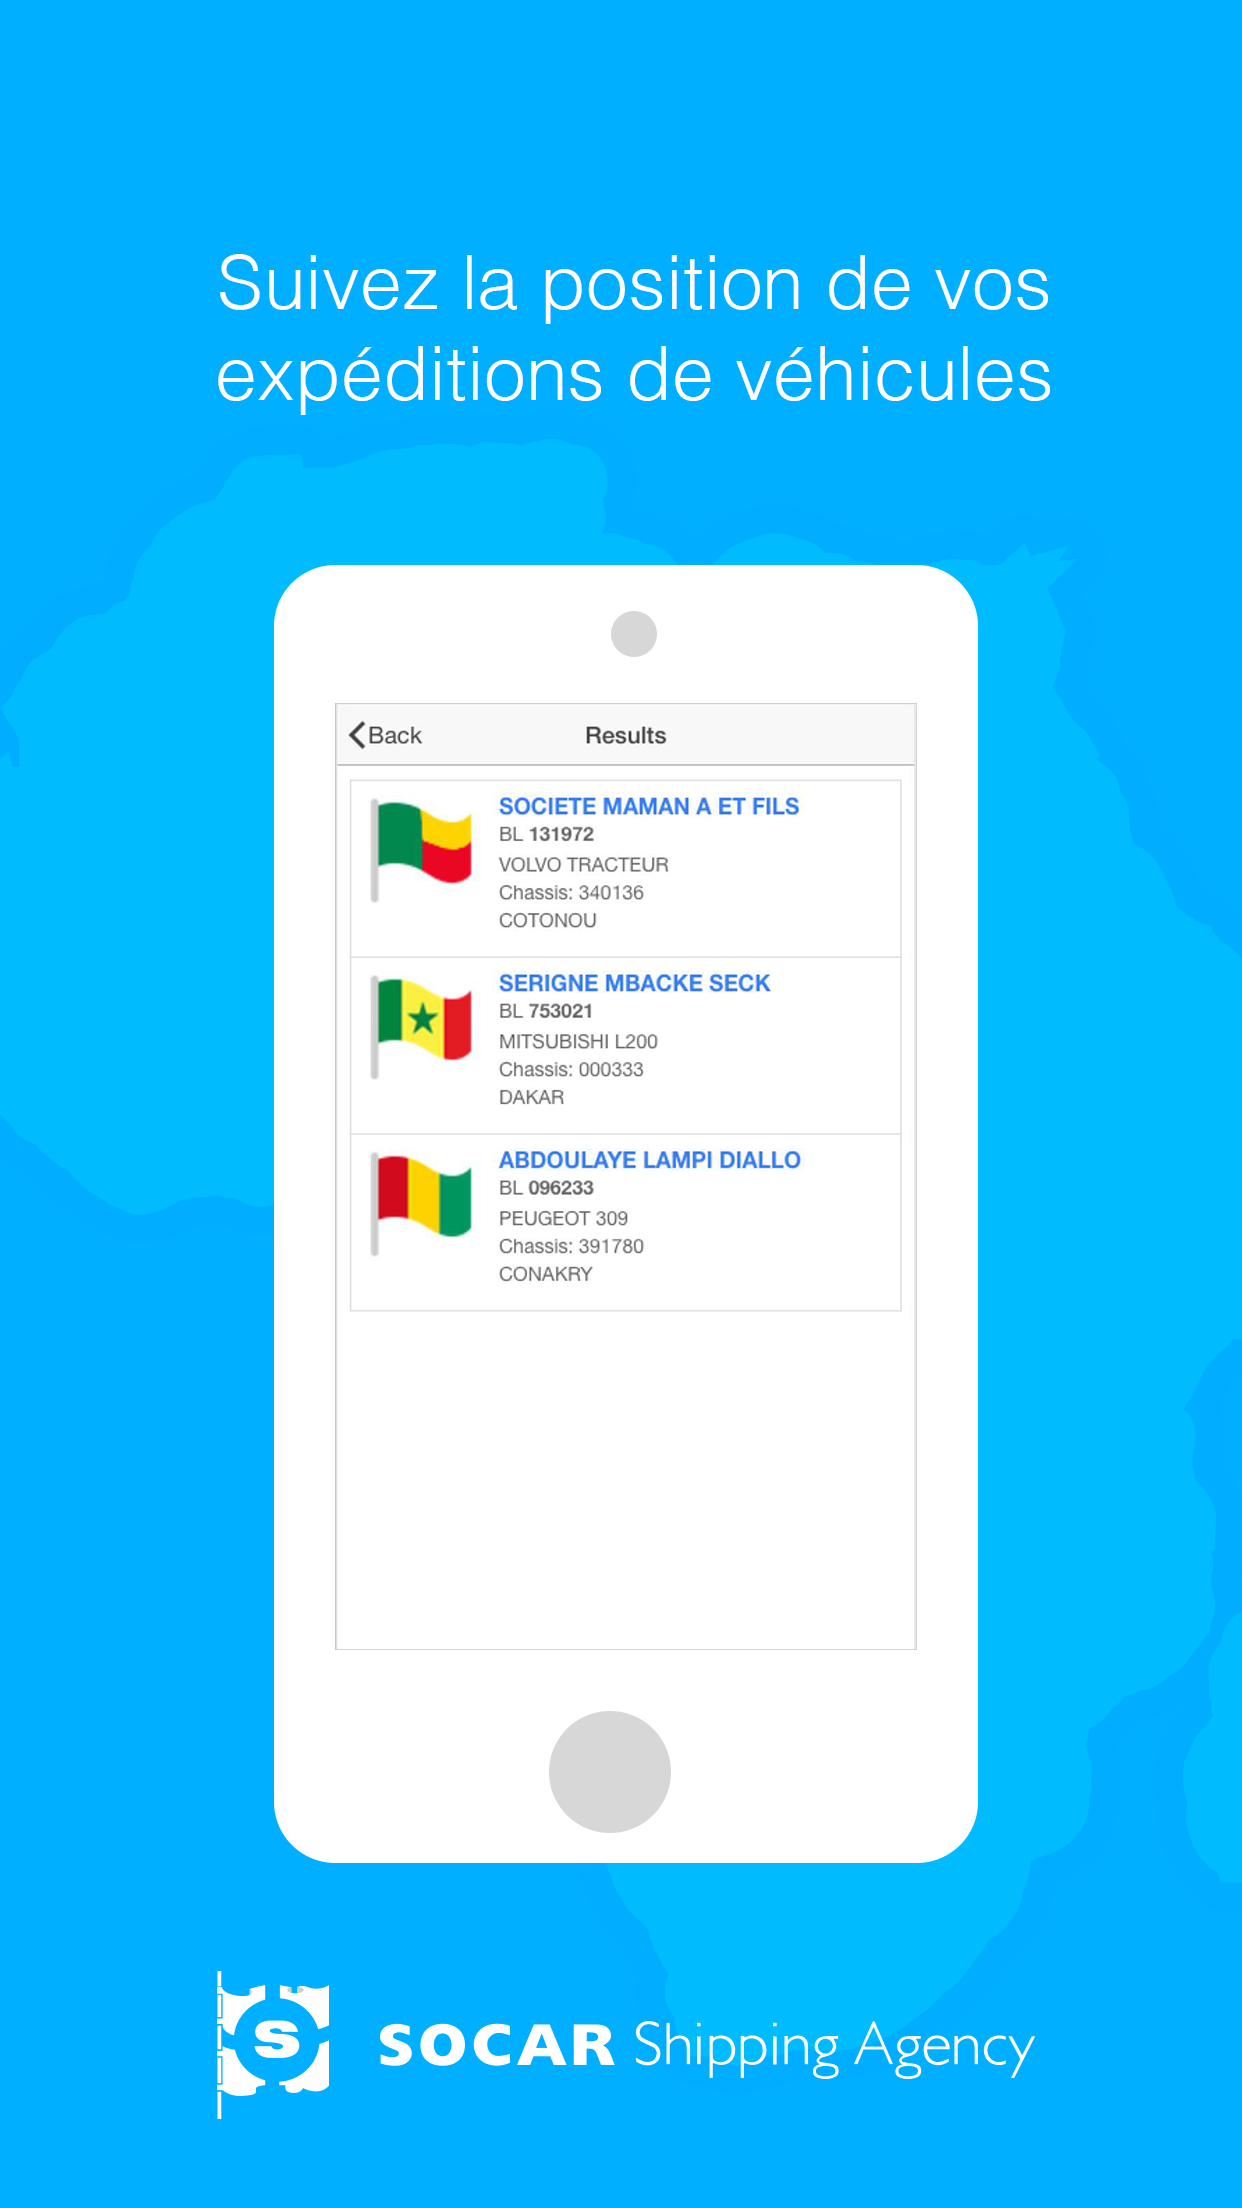 Suivez la position de vos
expéditions de véhicules
Back
Results
SOCIETE MAMAN A ET FILS
BL 131972
VOLVO TRACTEUR
Chassis: 340136
COTONOU
SERIGNE MBACKE SECK
BL 753021
MITSUBISHI L200
Chassis: 000333
DAKAR
ABDOULAYE LAMPI DIALLO
BL 096233
PEUGEOT 309
Chassis: 391780
CONAKRY
S
SOCAR Shipping Agency